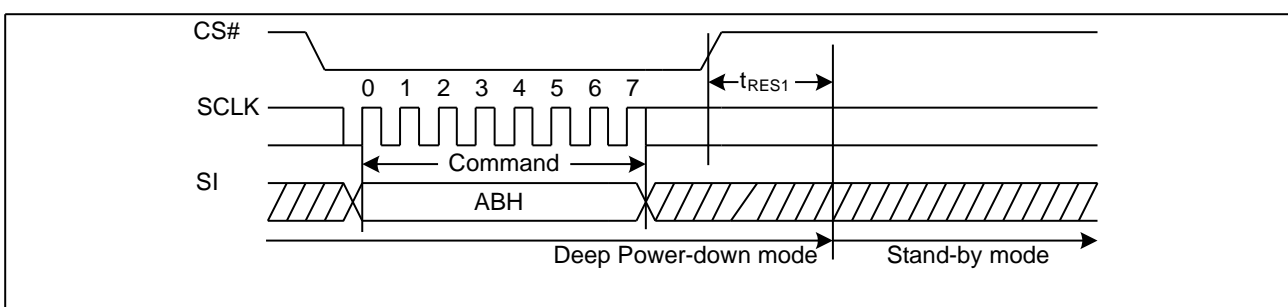 CS#
0 1 2 3 4 5 6 7
tRES1
SCLK
Command
SI
ABH
Deep Power-down mode Stand-by mode